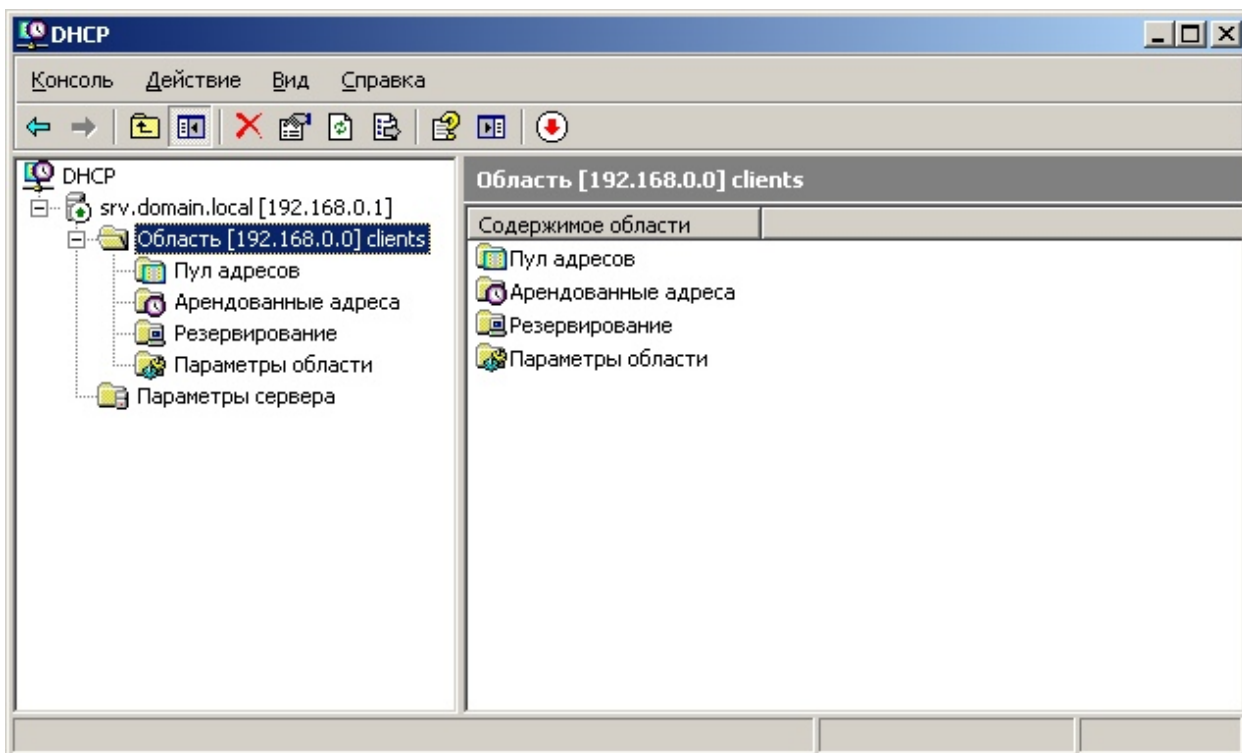 DHCP
Консоль Действие Вид Справка
DHCP
srv.domain.local [192.168.0.1]
Область [192.168.0.0] clients
Пул адресов
Арендованные адреса
Резервирование
Параметры области
Параметры сервера
Область [192.168.0.0] clients
Содержимое области
Пул адресов
Арендованные адреса
Резервирование
Параметры области